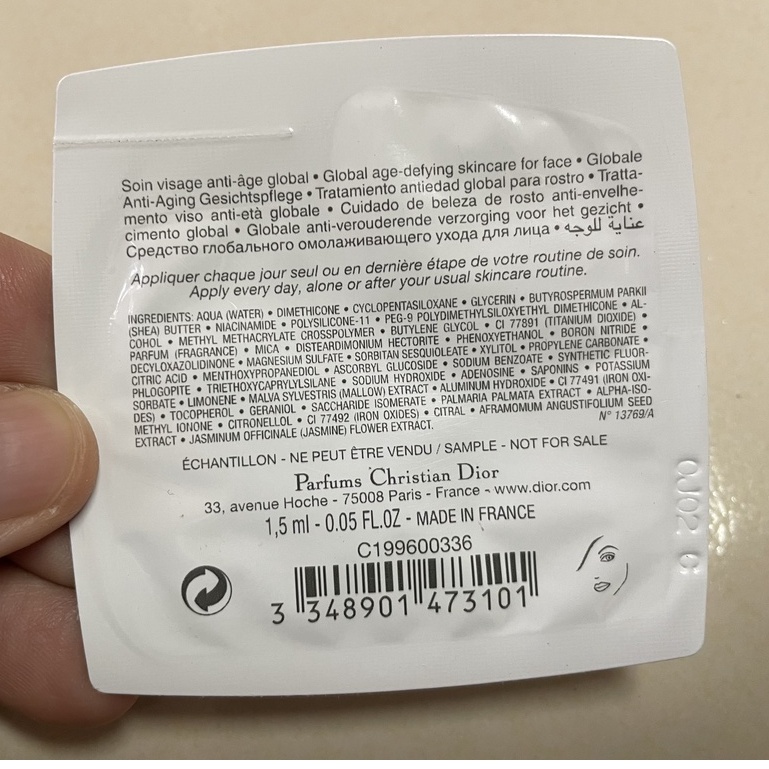 Soin visage anti-âge global • Global age-defying skincare for face • Globale
Anti-Aging Gesichtspflege • Tratamiento antiedad global para rostro • Tratta-
mento viso anti-età globale • Cuidado de beleza de rosto anti-envelhe-
cimento global • Globale anti-verouderende verzorging voor het gezicht •
Средство глобального омолаживающего ухода для лица • عناية للوجه
Appliquer chaque jour seul ou en dernière étape de votre routine de soin.
Apply every day, alone or after your usual skincare routine.
INGREDIENTS: AQUA (WATER) • DIMETHICONE • CYCLOPENTASILOXANE • GLYCERIN • BUTYROSPERMUM PARKII
(SHEA) BUTTER • NIACINAMIDE • POLYSILICONE-11 • PEG-9 POLYDIMETHYLSILOXYETHYL DIMETHICONE • AL-
COHOL • METHYL METHACRYLATE CROSSPOLYMER • BUTYLENE GLYCOL • CI 77891 (TITANIUM DIOXIDE) •
PARFUM (FRAGRANCE) • MICA • DISTEARDIMONIUM HECTORITE • PHENOXYETHANOL • BORON NITRIDE •
DECYLOXAZOLIDINONE • MAGNESIUM SULFATE • SORBITAN SESQUIOLEATE • XYLITOL • PROPYLENE CARBONATE •
CITRIC ACID • MENTHOXYPROPANEDIOL • ASCORBYL GLUCOSIDE • SODIUM BENZOATE • SYNTHETIC FLUOR-
PHLOGOPITE • TRIETHOXYCAPRYLYLSILANE • SODIUM HYDROXIDE • ADENOSINE • SAPONINS • POTASSIUM
SORBATE • LIMONENE • MALVA SYLVESTRIS (MALLOW) EXTRACT • ALUMINUM HYDROXIDE • CI 77491 (IRON OXI-
DES) • TOCOPHEROL • GERANIOL • SACCHARIDE ISOMERATE • PALMARIA PALMATA EXTRACT • ALPHA-ISO-
METHYL IONONE • CITRONELLOL • CI 77492 (IRON OXIDES) • CITRAL • AFRAMOMUM ANGUSTIFOLIUM SEED
EXTRACT • JASMINUM OFFICINALE (JASMINE) FLOWER EXTRACT. N° 13769/A
ÉCHANTILLON - NE PEUT ÊTRE VENDU / SAMPLE - NOT FOR SALE
Parfums Christian Dior
33, avenue Hoche - 75008 Paris - France - www.dior.com
1,5 ml - 0.05 FL.OZ - MADE IN FRANCE
C199600336
3 348901 473101
0J02 C